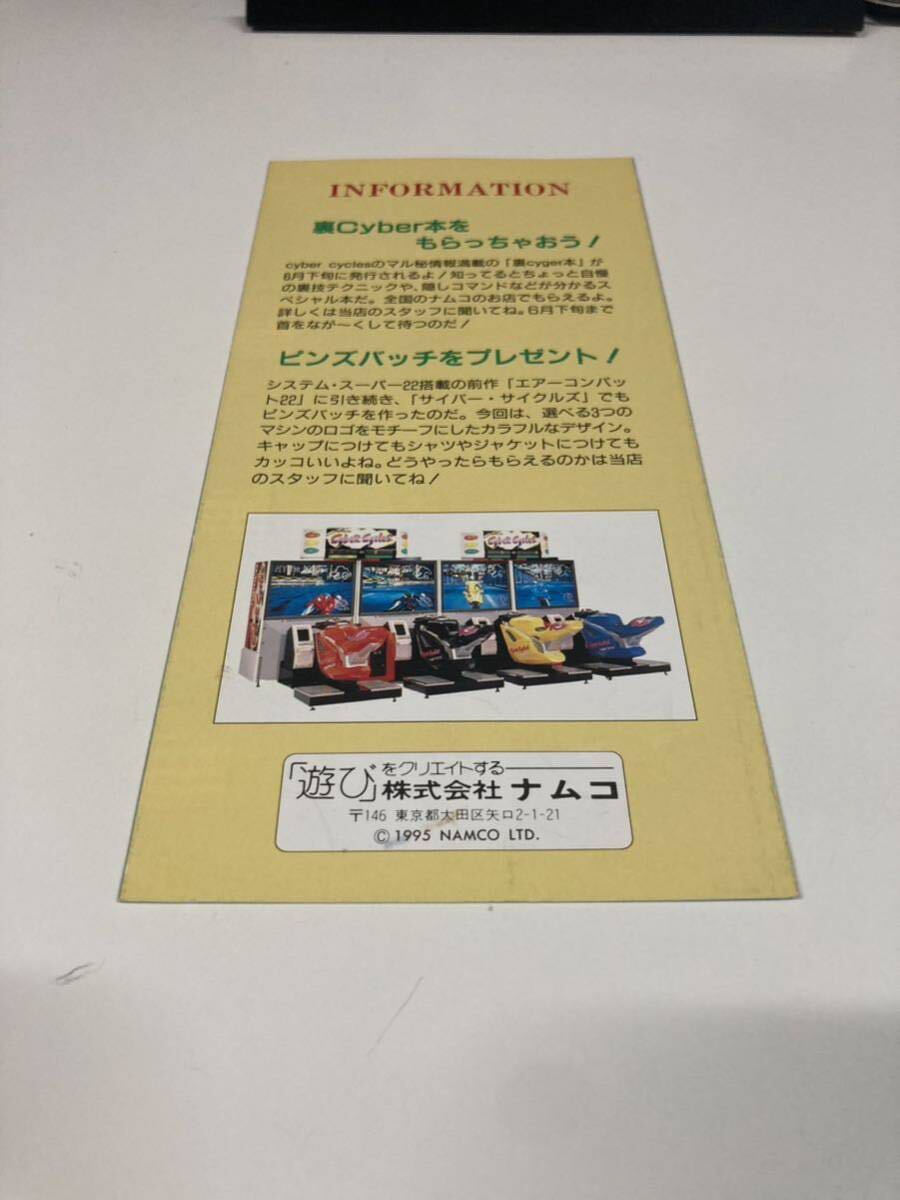 INFORMATION
裏Cyber本を
もらっちゃおう！
cyber cyclesのマル秘情報満載の「裏cyger本」が
6月下旬に発行されるよ！知ってるとちょっと自慢
の裏技テクニックや、隠しコマンドなどが分かるス
ペシャル本だ。全国のナムコのお店でもらえるよ。
詳しくは当店のスタッフに聞いてね。6月下旬まで
首をなが〜くして待つのだ！
ピンズバッチをプレゼント！
システム・スーパー22搭載の前作「エアーコンバッ
ト22」に引き続き、「サイバー・サイクルズ」でも
ピンズバッチを作ったのだ。今回は、選べる3つの
マシンのロゴをモチーフにしたカラフルなデザイン。
キャップにつけてもシャツやジャケットにつけても
カッコいいよね。どうやったらもらえるのかは当店
のスタッフに聞いてね！
Cyber Cycles
Cyber Cycles
「遊び」をクリエイトする
株式会社 ナムコ
〒146 東京都大田区矢口2-1-21
© 1995 NAMCO LTD.